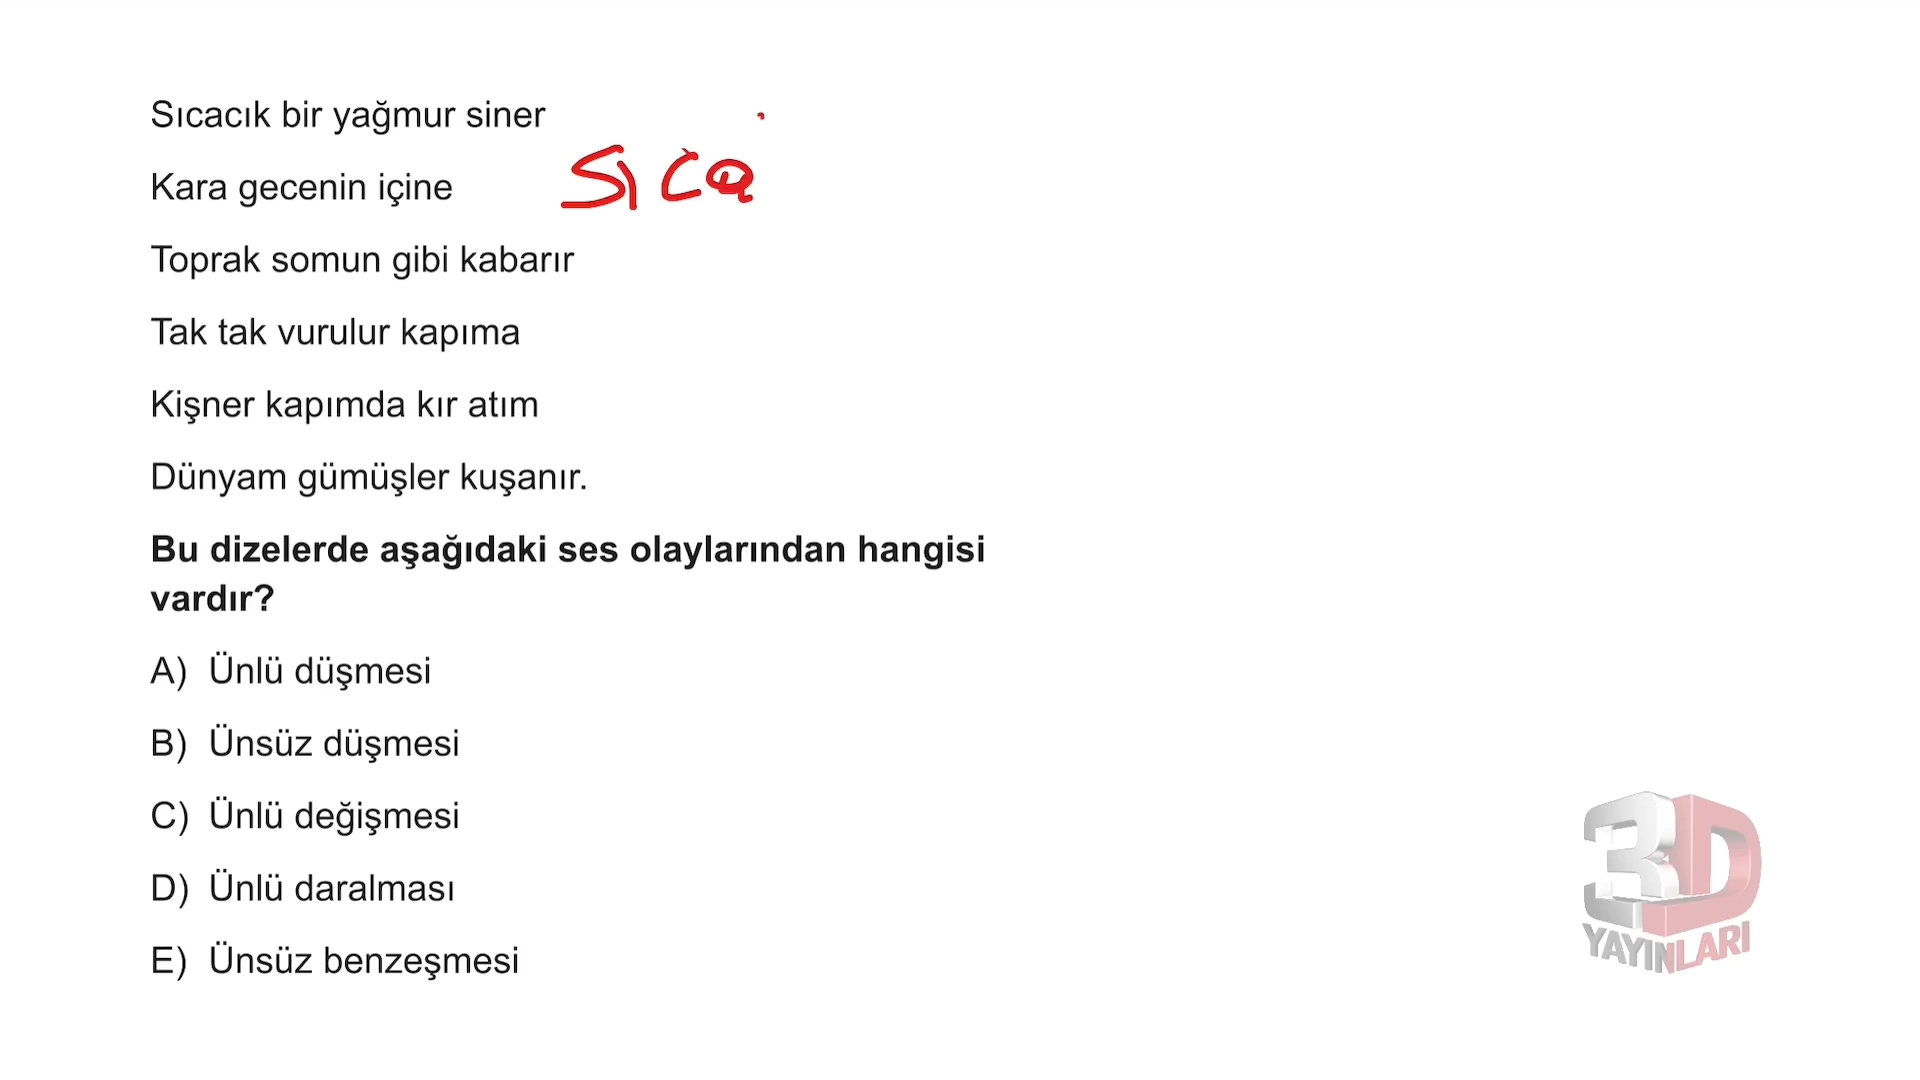 Sıcacık bir yağmur siner
Kara gecenin içine
sıca
Toprak somun gibi kabarır
Tak tak vurulur kapıma
Kişner kapımda kır atım
Dünyam gümüşler kuşanır.
Bu dizelerde aşağıdaki ses olaylarından hangisi
vardır?
A) Ünlü düşmesi
B) Ünsüz düşmesi
C) Ünlü değişmesi
D) Ünlü daralması
E) Ünsüz benzeşmesi
3D
YAYINLARI